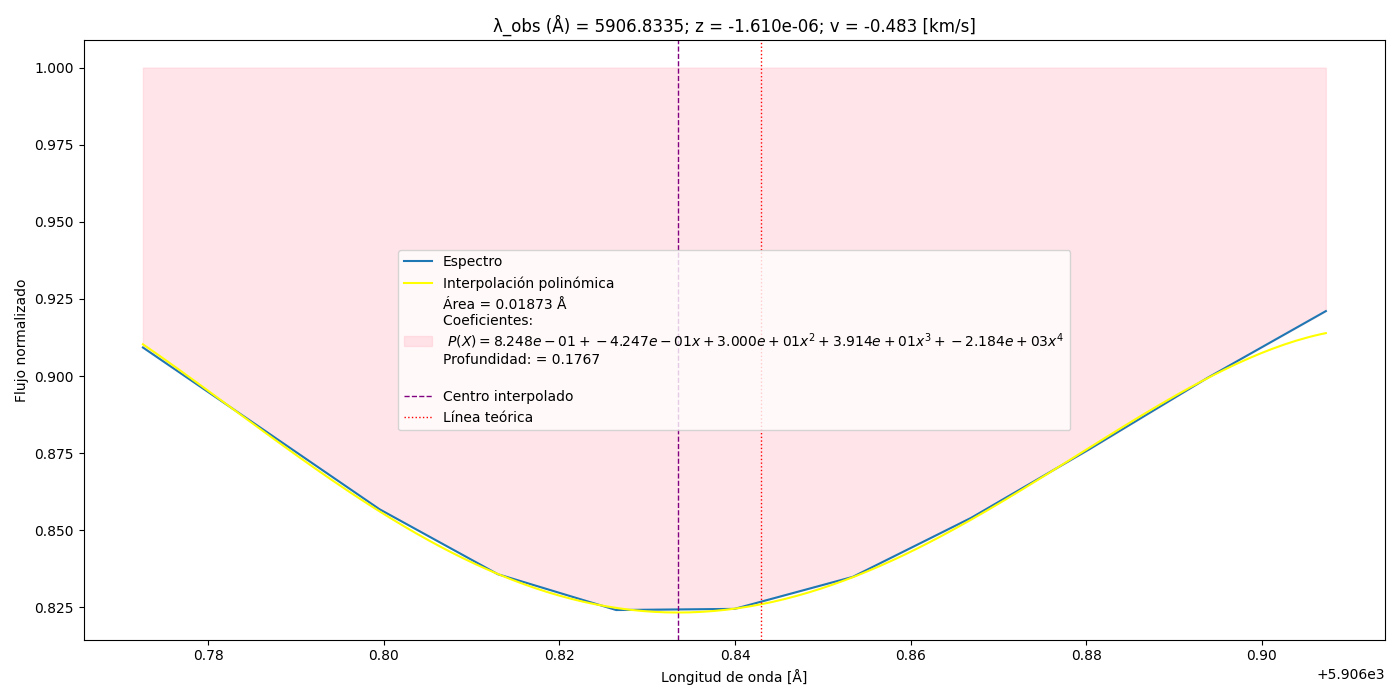 λ_obs (Å) = 5906.8335; z = -1.610e-06; v = -0.483 [km/s]
1.000
0.975
0.950
0.925
0.900
0.875
0.850
0.825
Flujo normalizado
Espectro
Interpolación polinómica
Área = 0.01873 Å
Coeficientes:
P(X) = 8.248e − 01 + −4.247e − 01x + 3.000e + 01x² + 3.914e + 01x³ + −2.184e + 03x⁴
Profundidad: = 0.1767
Centro interpolado
Línea teórica
0.78 0.80 0.82 0.84 0.86 0.88 0.90
+5.906e3
Longitud de onda [Å]